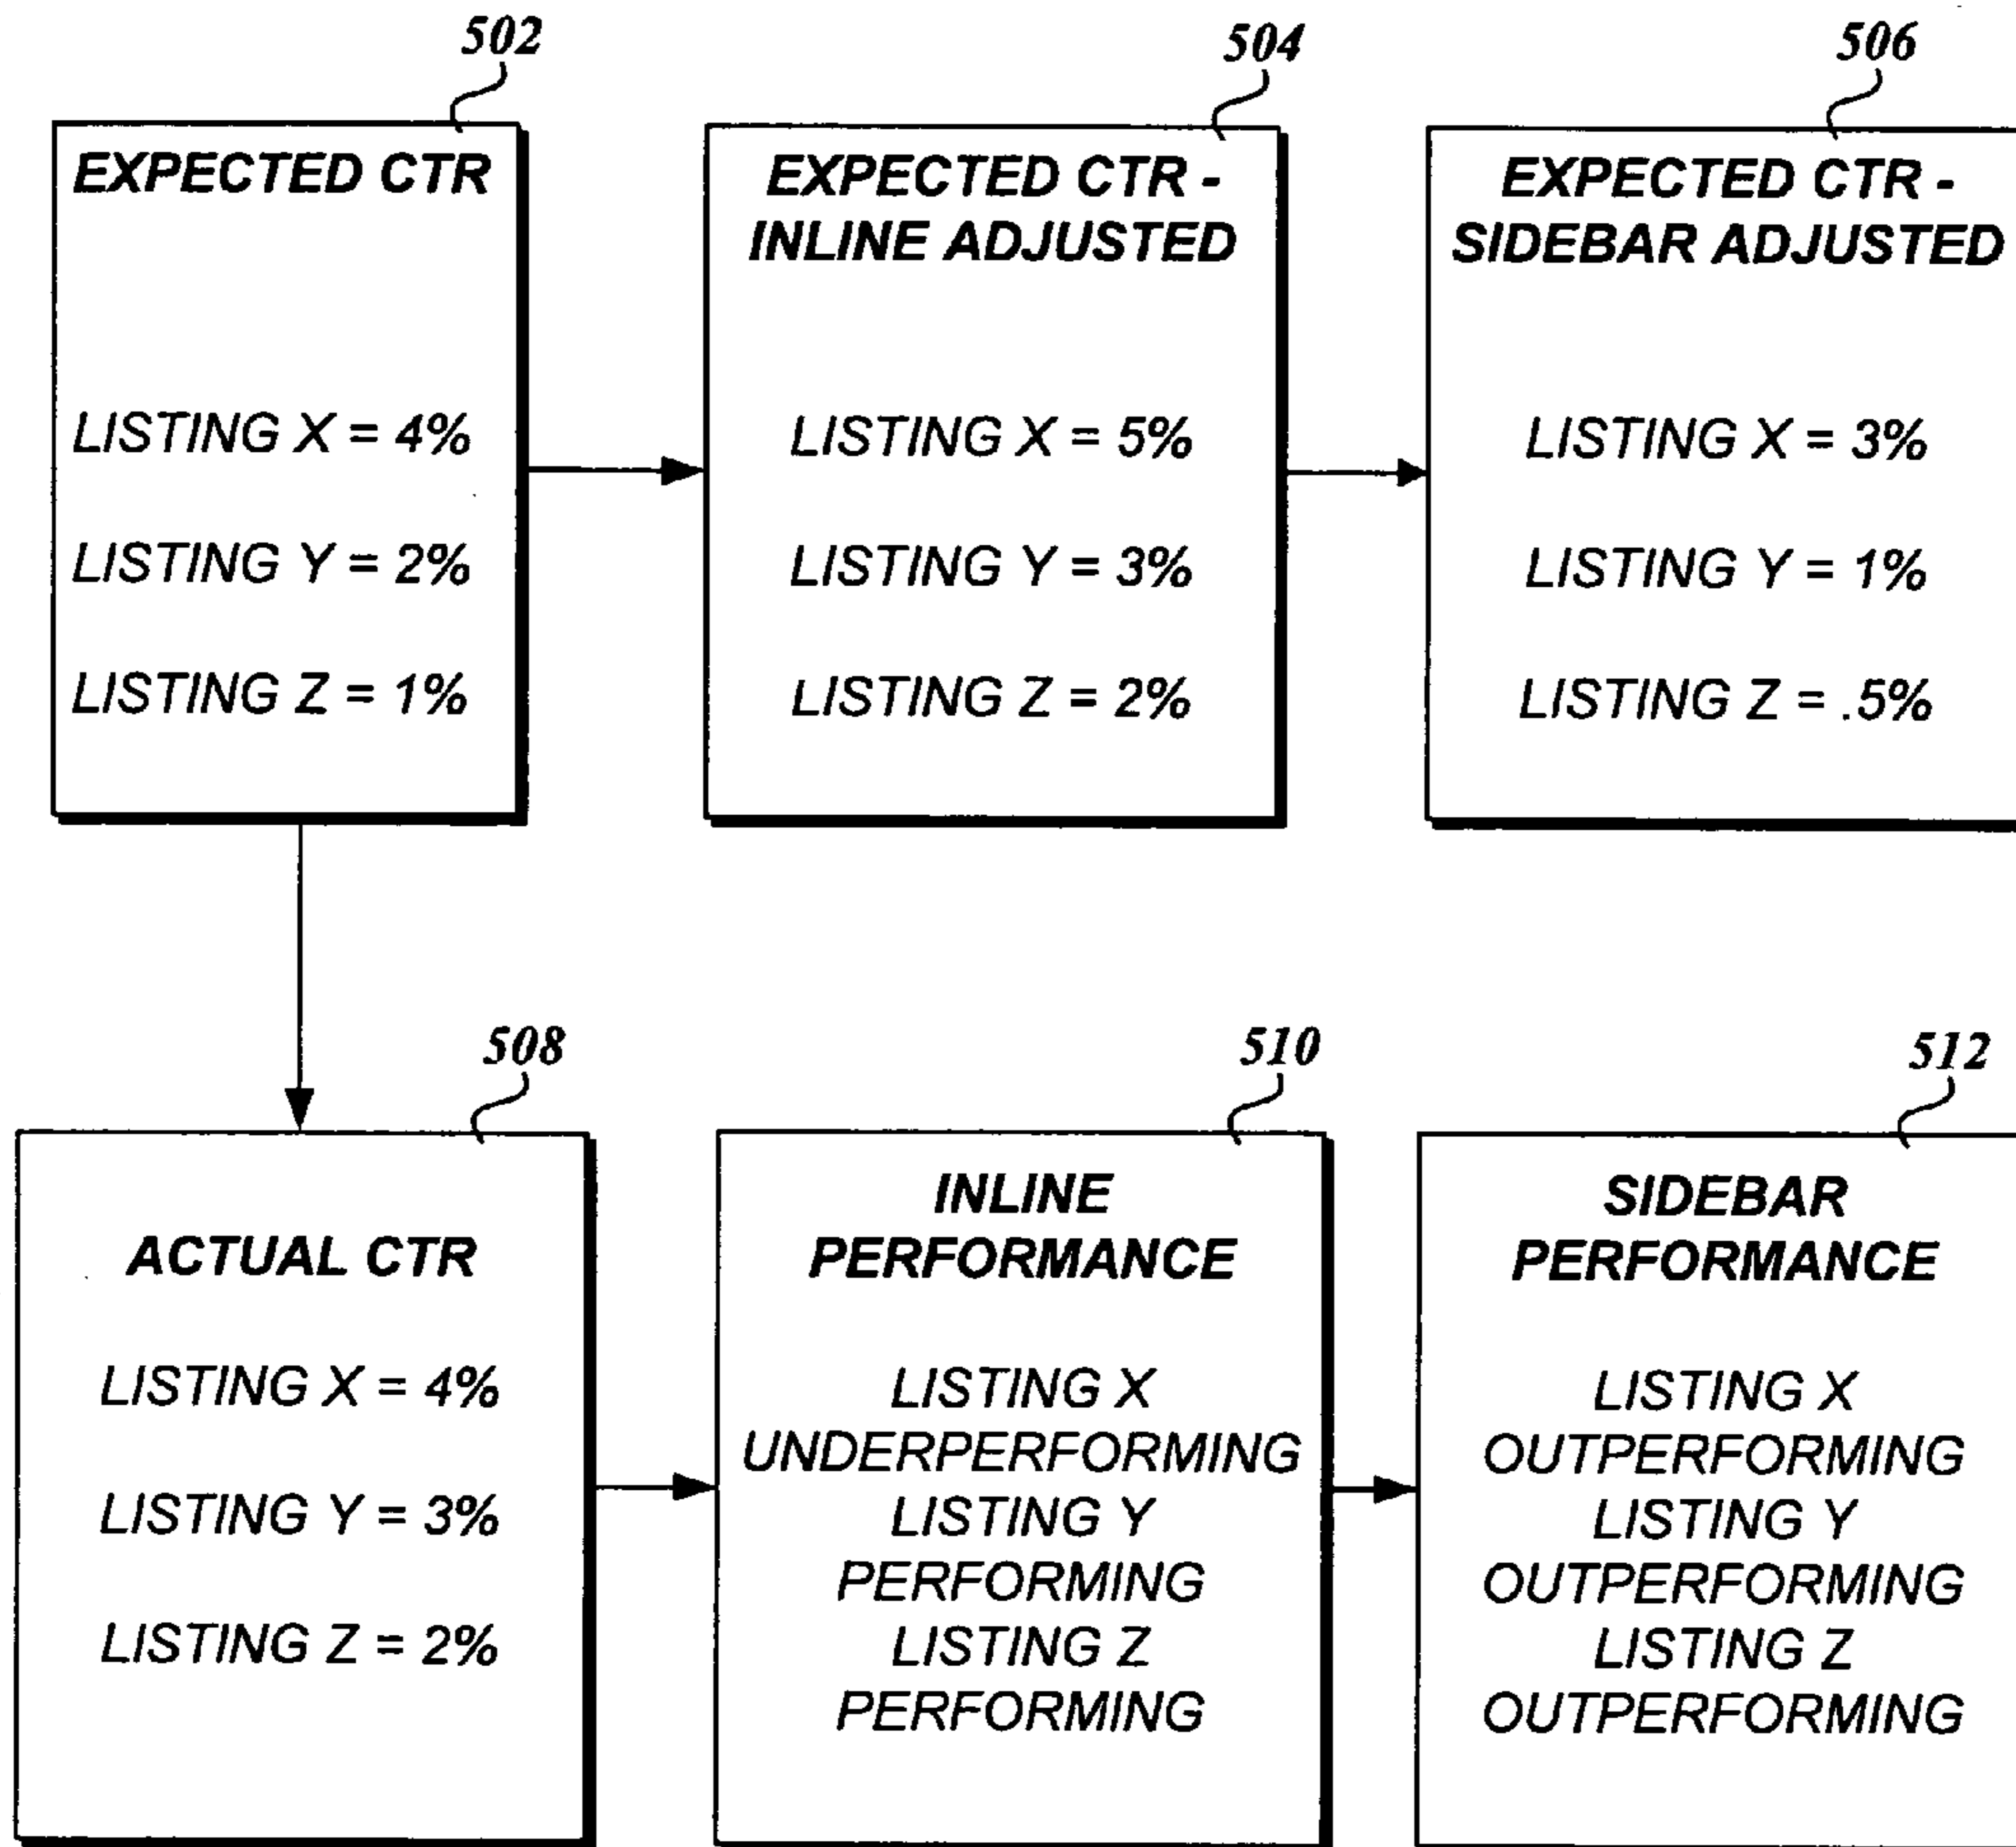 502
EXPECTED CTR
LISTING X = 4%
LISTING Y = 2%
LISTING Z = 1%
504
EXPECTED CTR -
INLINE ADJUSTED
LISTING X = 5%
LISTING Y = 3%
LISTING Z = 2%
506
EXPECTED CTR -
SIDEBAR ADJUSTED
LISTING X = 3%
LISTING Y = 1%
LISTING Z = .5%
508
ACTUAL CTR
LISTING X = 4%
LISTING Y = 3%
LISTING Z = 2%
510
INLINE
PERFORMANCE
LISTING X
UNDERPERFORMING
LISTING Y
PERFORMING
LISTING Z
PERFORMING
512
SIDEBAR
PERFORMANCE
LISTING X
OUTPERFORMING
LISTING Y
OUTPERFORMING
LISTING Z
OUTPERFORMING